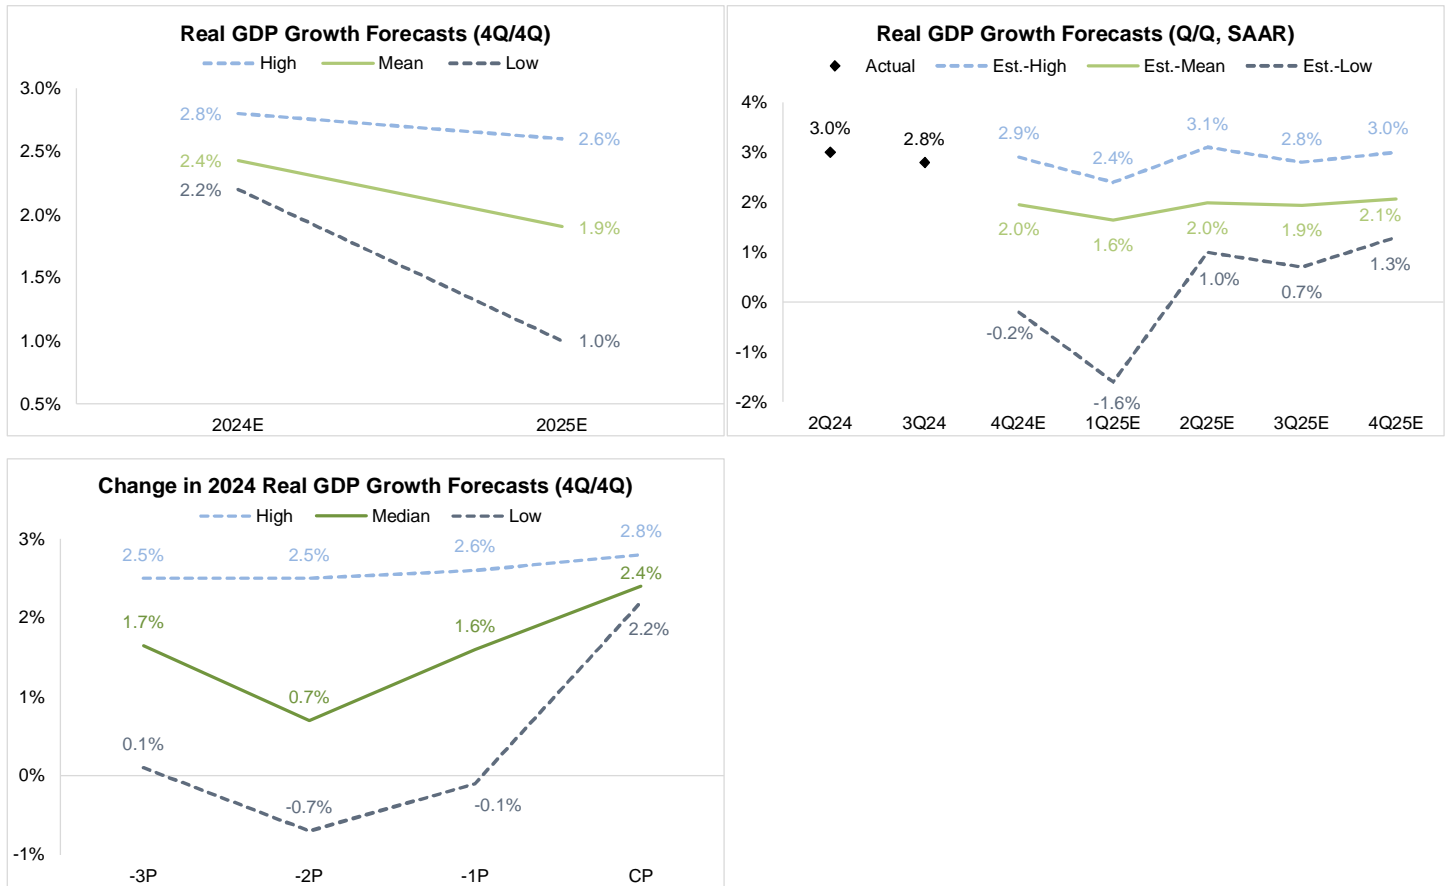 Real GDP Growth Forecasts (4Q/4Q)
High Mean Low
3.0%
2.5%
2.0%
1.5%
1.0%
0.5%
2.8%
2.6%
2.4%
1.9%
2.2%
1.0%
2024E 2025E
Real GDP Growth Forecasts (Q/Q, SAAR)
Actual Est.-High Est.-Mean Est.-Low
4%
3%
2%
1%
0%
-1%
-2%
3.0% 2.8%
2.9% 2.4% 3.1% 2.8% 3.0%
2.0% 1.6% 2.0% 1.9% 2.1%
-0.2% -1.6% 1.0% 0.7% 1.3%
2Q24 3Q24 4Q24E 1Q25E 2Q25E 3Q25E 4Q25E
Change in 2024 Real GDP Growth Forecasts (4Q/4Q)
High Median Low
3%
2%
1%
0%
-1%
2.5% 2.5% 2.6% 2.8%
1.7% 0.7% 1.6% 2.4%
0.1% -0.7% -0.1% 2.2%
-3P -2P -1P CP